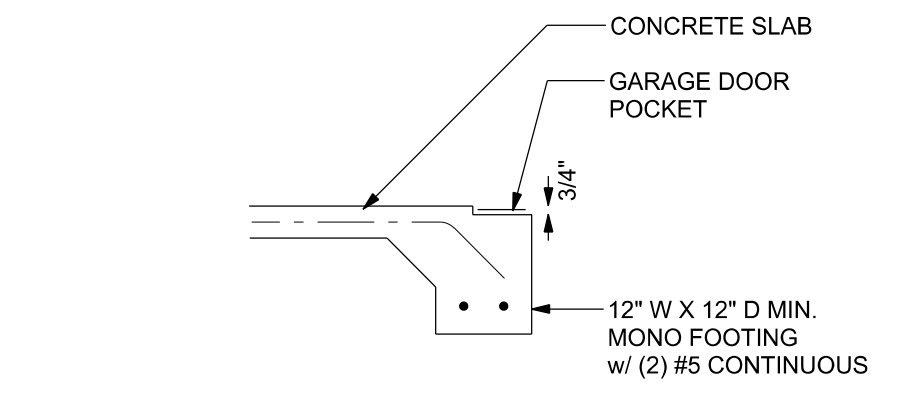 CONCRETE SLAB
GARAGE DOOR
POCKET
3/4"
12" W X 12" D MIN.
MONO FOOTING
w/ (2) #5 CONTINUOUS